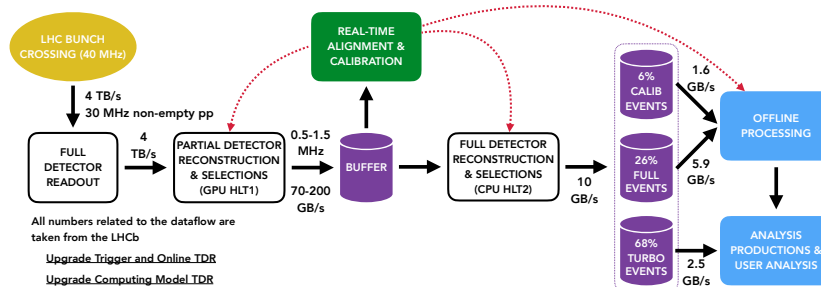 LHC BUNCH
CROSSING (40 MHz)
4 TB/s
30 MHz non-empty pp
FULL
DETECTOR
READOUT
4
TB/s
PARTIAL DETECTOR
RECONSTRUCTION
& SELECTIONS
(GPU HLT1)
0.5-1.5
MHz
70-200
GB/s
REAL-TIME
ALIGNMENT &
CALIBRATION
BUFFER
FULL DETECTOR
RECONSTRUCTION
& SELECTIONS
(CPU HLT2)
10
GB/s
6%
CALIB
EVENTS
1.6
GB/s
26%
FULL
EVENTS
5.9
GB/s
68%
TURBO
EVENTS
2.5
GB/s
OFFLINE
PROCESSING
ANALYSIS
PRODUCTIONS &
USER ANALYSIS
All numbers related to the dataflow are
taken from the LHCb
Upgrade Trigger and Online TDR
Upgrade Computing Model TDR